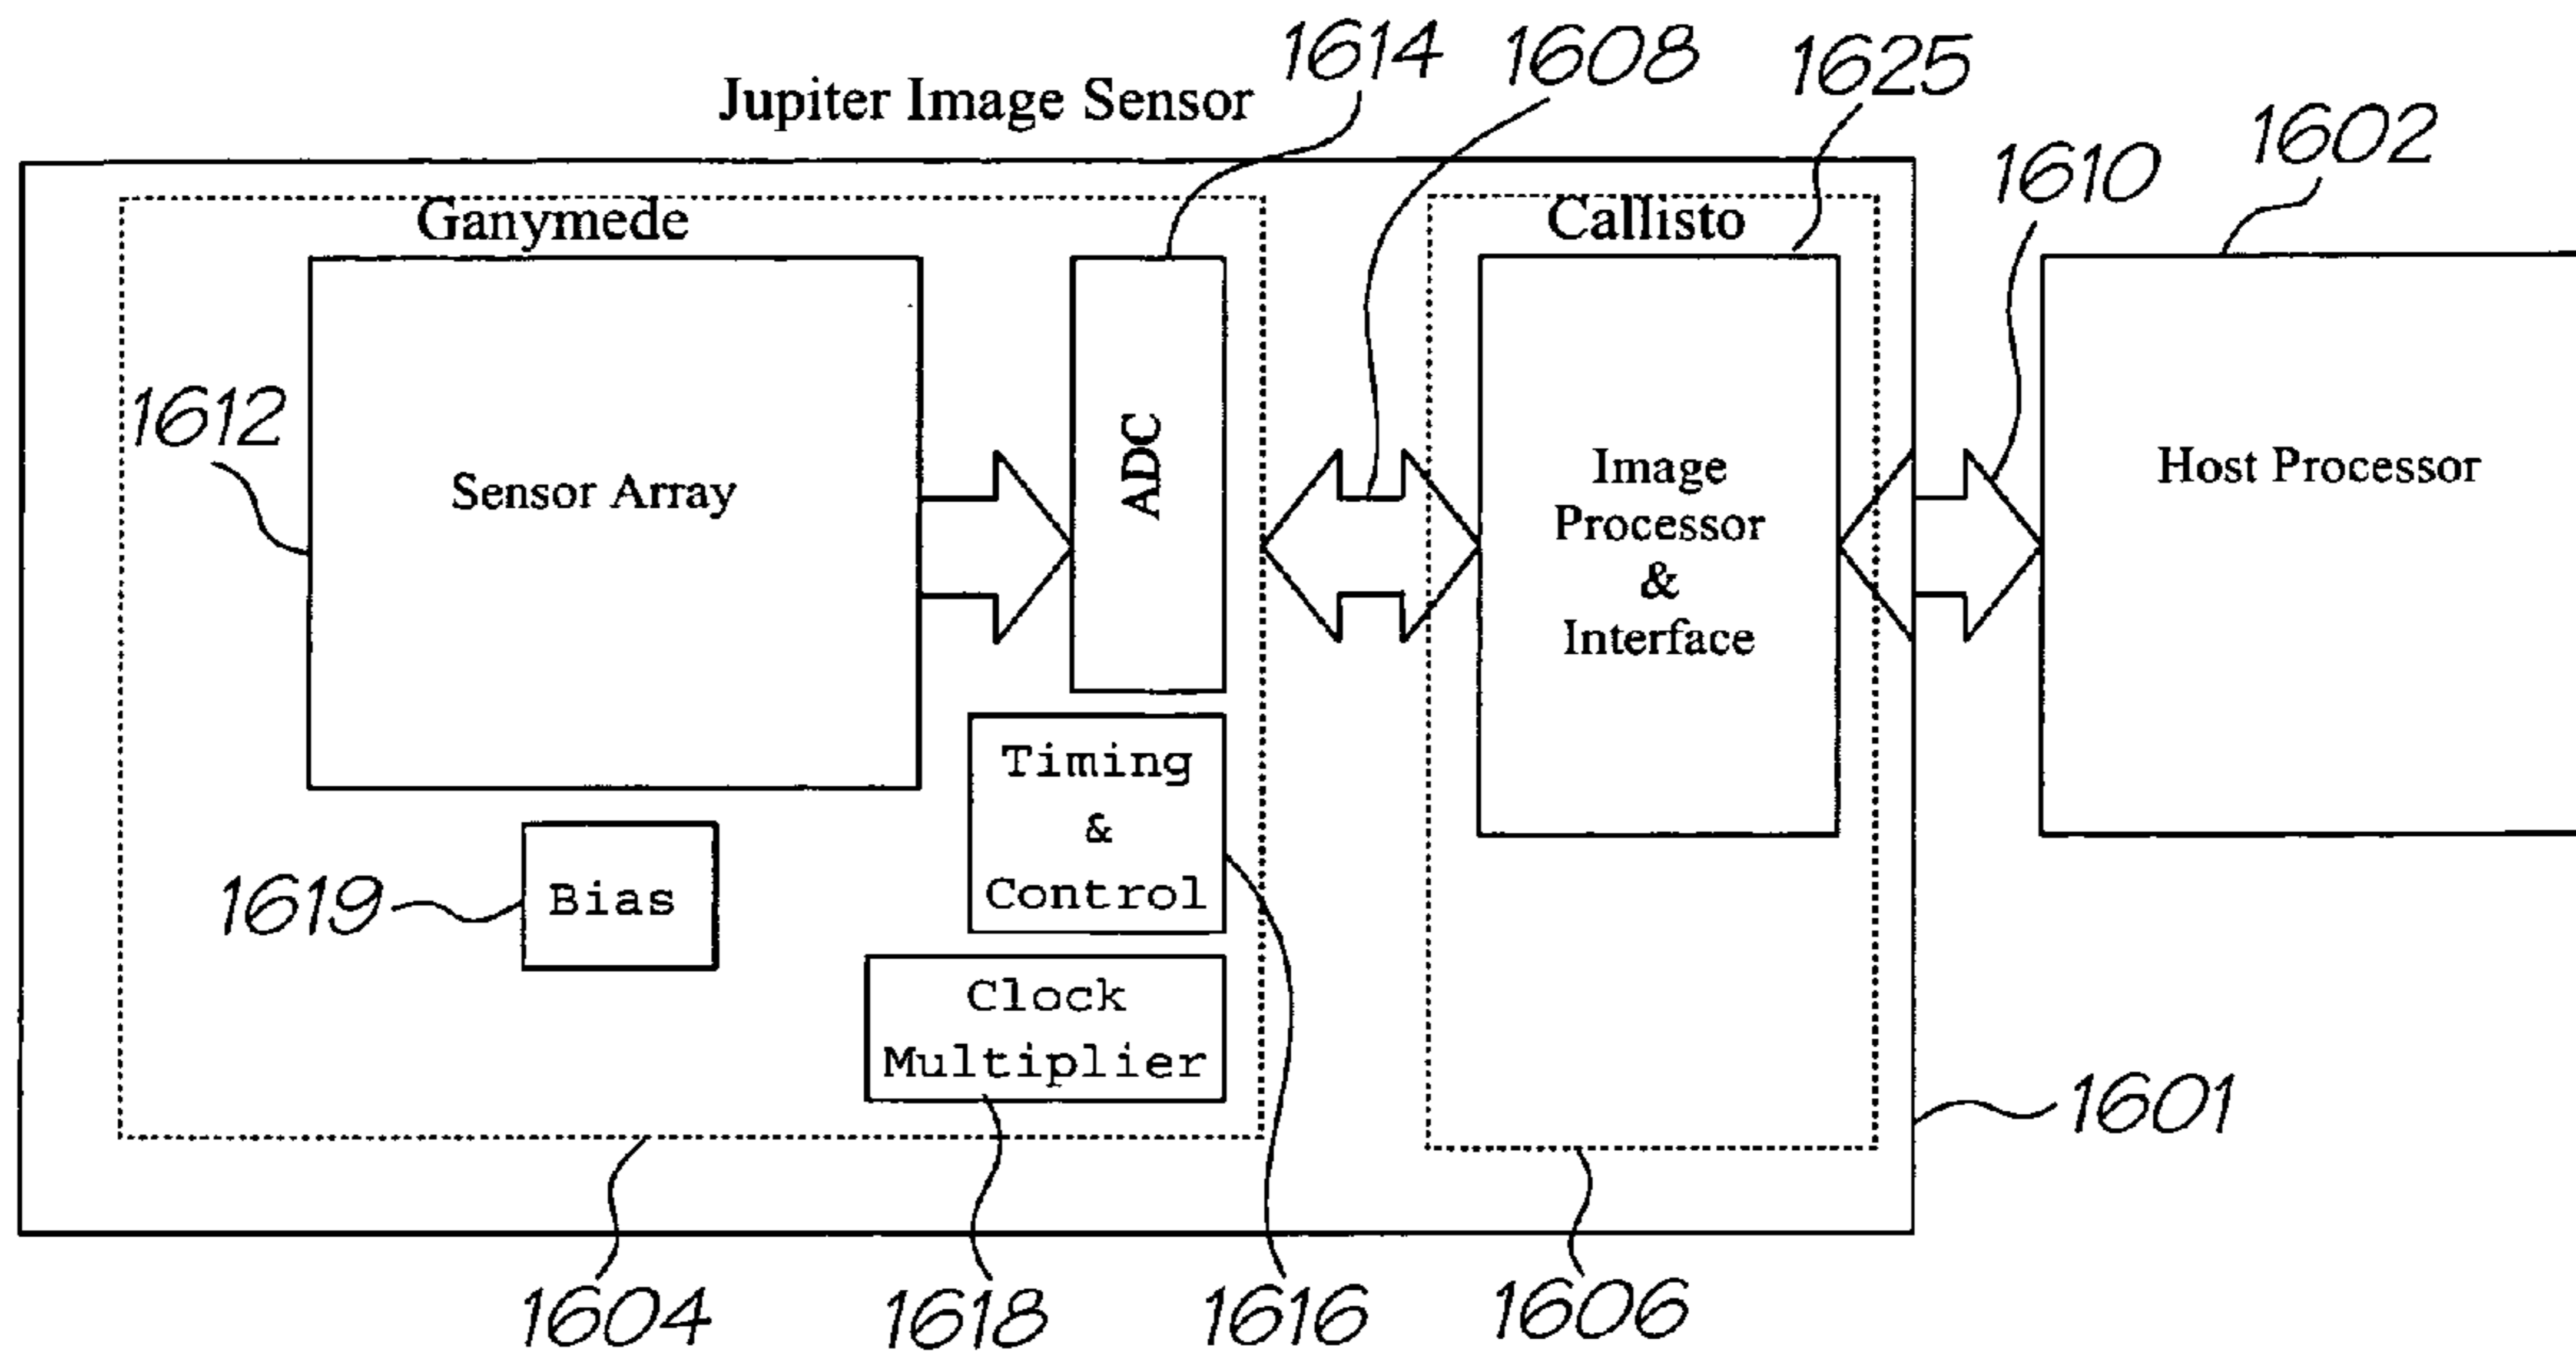 1614
1608
1625
Jupiter Image Sensor
1602
1610
Ganymede
Callisto
1612
Sensor Array
ADC
Image
Processor
&
Interface
Host Processor
Timing
&
Control
1619
Bias
Clock
Multiplier
1601
1604
1618
1616
1606